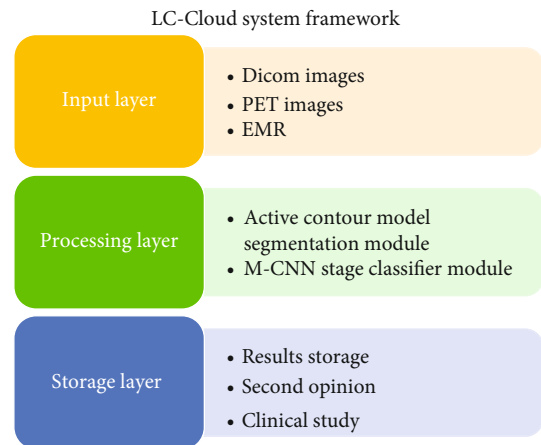 LC-Cloud system framework
Input layer
• Dicom images
• PET images
• EMR
Processing layer
• Active contour model
segmentation module
• M-CNN stage classifier module
Storage layer
• Results storage
• Second opinion
• Clinical study